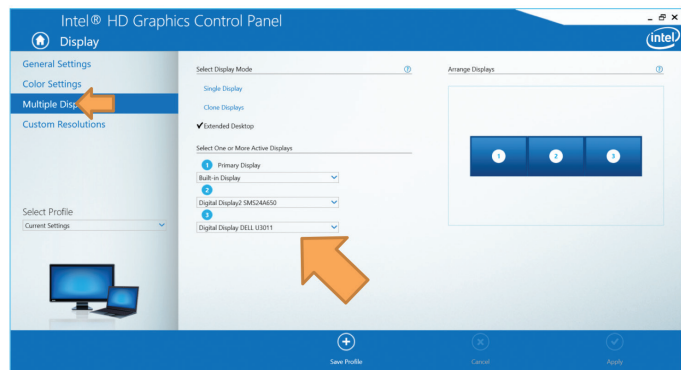 Intel® HD Graphics Control Panel
Display
intel
General Settings
Color Settings
Multiple Disp
Custom Resolutions
Select Profile
Current Settings
Select Display Mode
Single Display
Clone Displays
Extended Desktop
Select One or More Active Displays
1 Primary Display
Built-in Display
2
Digital Display2 SMS24A650
3
Digital Display DELL U3011
Arrange Displays
1 2 3
Save Profile
Cancel
Apply